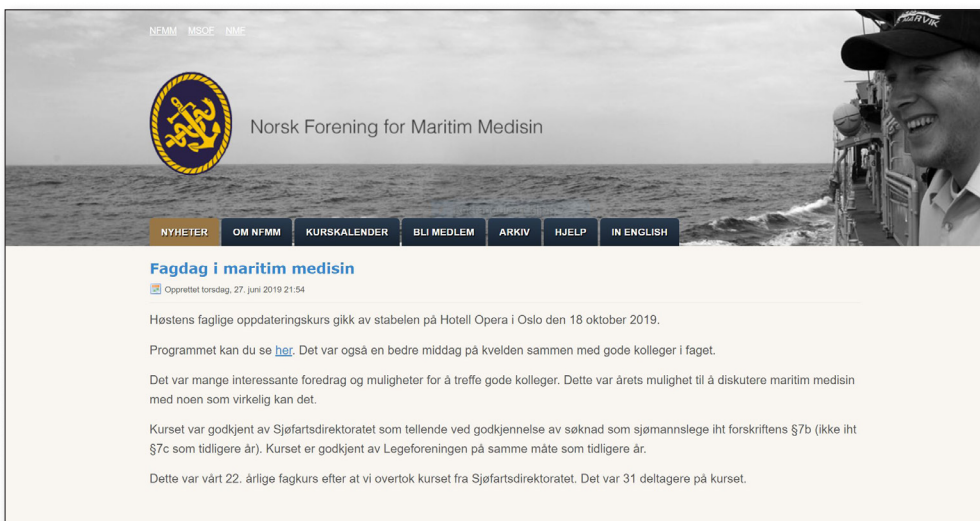 NFMM MSOF NMF
MARVIK
Norsk Forening for Maritim Medisin
NYHETER OM NFMM KURSKALENDER BLI MEDLEM ARKIV HJELP IN ENGLISH
Fagdag i maritim medisin
Opprettet torsdag, 27. juni 2019 21:54
Høstens faglige oppdateringskurs gikk av stabelen på Hotell Opera i Oslo den 18 oktober 2019.
Programmet kan du se her. Det var også en bedre middag på kvelden sammen med gode kolleger i faget.
Det var mange interessante foredrag og muligheter for å treffe gode kolleger. Dette var årets mulighet til å diskutere maritim medisin
med noen som virkelig kan det.
Kurset var godkjent av Sjøfartsdirektoratet som tellende ved godkjennelse av søknad som sjømannslege iht forskriftens §7b (ikke iht
§7c som tidligere år). Kurset er godkjent av Legeforeningen på samme måte som tidligere år.
Dette var vårt 22. årlige fagkurs efter at vi overtok kurset fra Sjøfartsdirektoratet. Det var 31 deltagere på kurset.